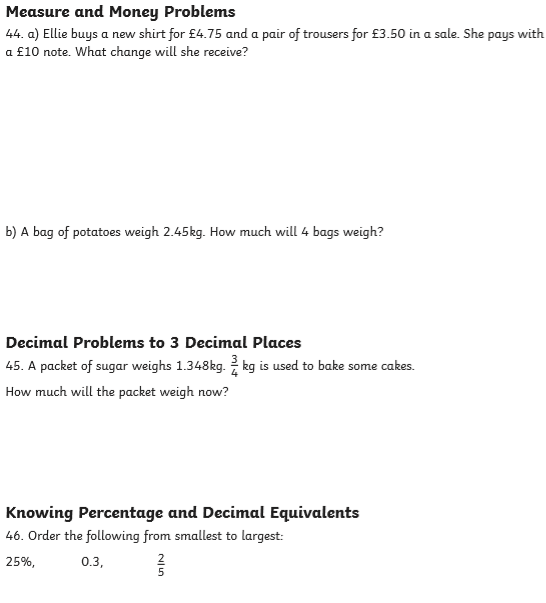 Measure and Money Problems
44. a) Ellie buys a new shirt for £4.75 and a pair of trousers for £3.50 in a sale. She pays with
a £10 note. What change will she receive?
b) A bag of potatoes weigh 2.45kg. How much will 4 bags weigh?
Decimal Problems to 3 Decimal Places
45. A packet of sugar weighs 1.348kg. 3/4 kg is used to bake some cakes.
How much will the packet weigh now?
Knowing Percentage and Decimal Equivalents
46. Order the following from smallest to largest:
25%, 0.3, 2/5